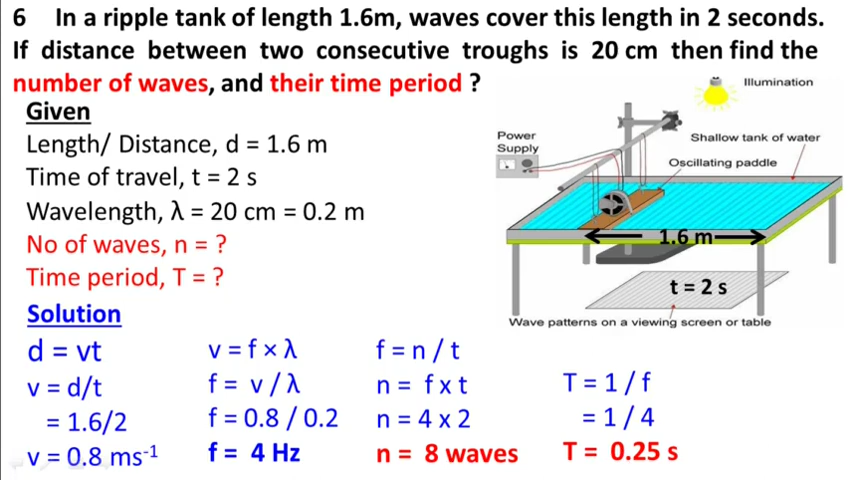 6 In a ripple tank of length 1.6m, waves cover this length in 2 seconds.
If distance between two consecutive troughs is 20 cm then find the
number of waves, and their time period ?
Given
Length/ Distance, d = 1.6 m
Time of travel, t = 2 s
Wavelength, λ = 20 cm = 0.2 m
No of waves, n = ?
Time period, T = ?
Illumination
Power
Supply
Shallow tank of water
Oscillating paddle
1.6 m
t = 2 s
Wave patterns on a viewing screen or table
Solution
d = vt
v = d/t
= 1.6/2
v = 0.8 ms⁻¹
v = f × λ
f = v / λ
f = 0.8 / 0.2
f = 4 Hz
f = n / t
n = f x t
n = 4 x 2
n = 8 waves
T = 1 / f
= 1 / 4
T = 0.25 s